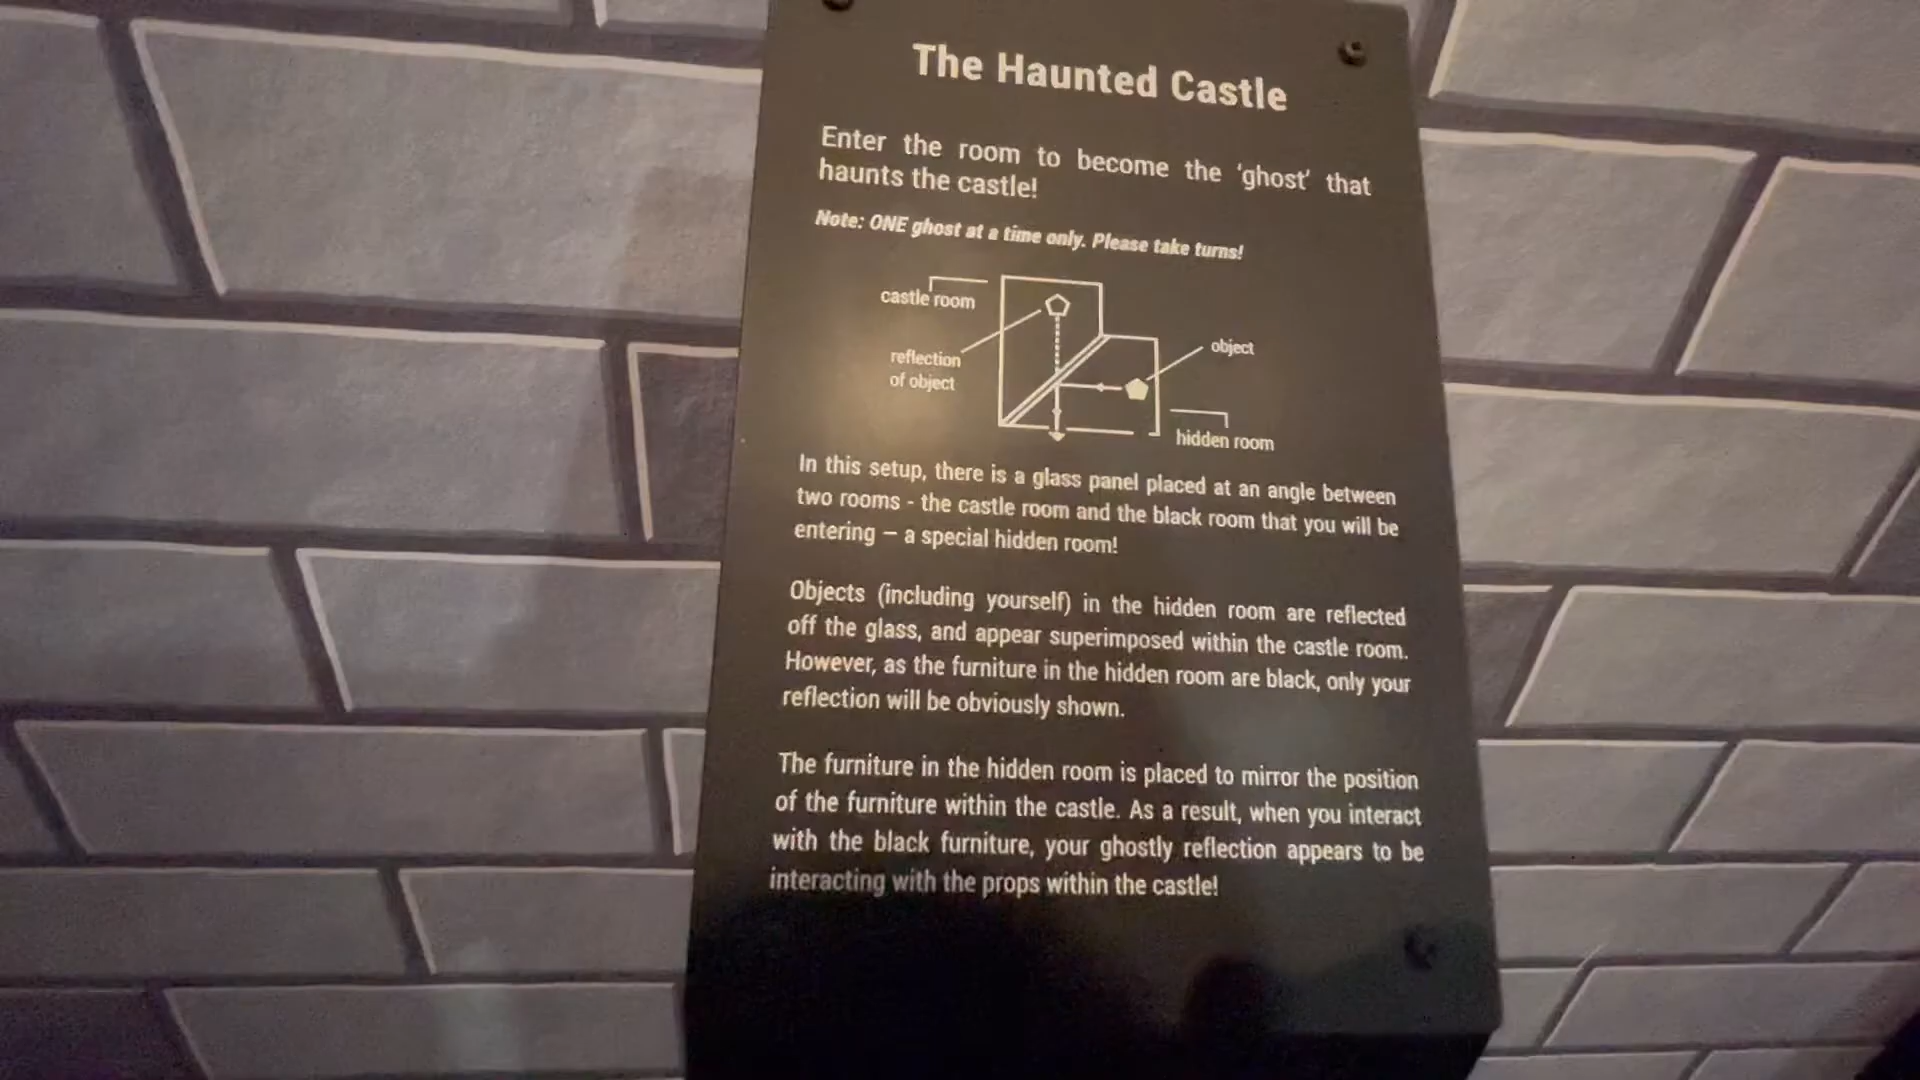 The Haunted Castle
Enter the room to become the 'ghost' that
haunts the castle!
Note: ONE ghost at a time only. Please take turns!
castle room
reflection
of object
object
hidden room
In this setup, there is a glass panel placed at an angle between
two rooms - the castle room and the black room that you will be
entering – a special hidden room!
Objects (including yourself) in the hidden room are reflected
off the glass, and appear superimposed within the castle room.
However, as the furniture in the hidden room are black, only your
reflection will be obviously shown.
The furniture in the hidden room is placed to mirror the position
of the furniture within the castle. As a result, when you interact
with the black furniture, your ghostly reflection appears to be
interacting with the props within the castle!